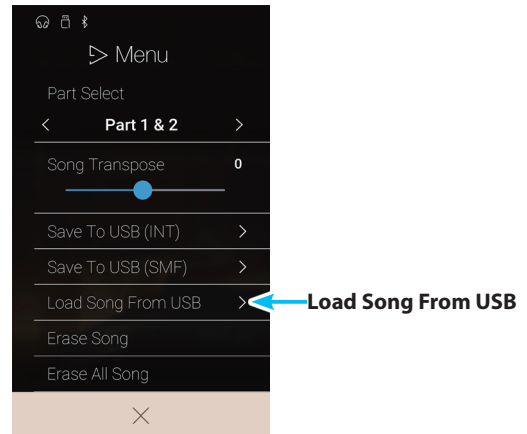 Menu
Part Select
< Part 1 & 2 >
Song Transpose 0
Save To USB (INT) >
Save To USB (SMF) >
Load Song From USB >
Load Song From USB
Erase Song
Erase All Song